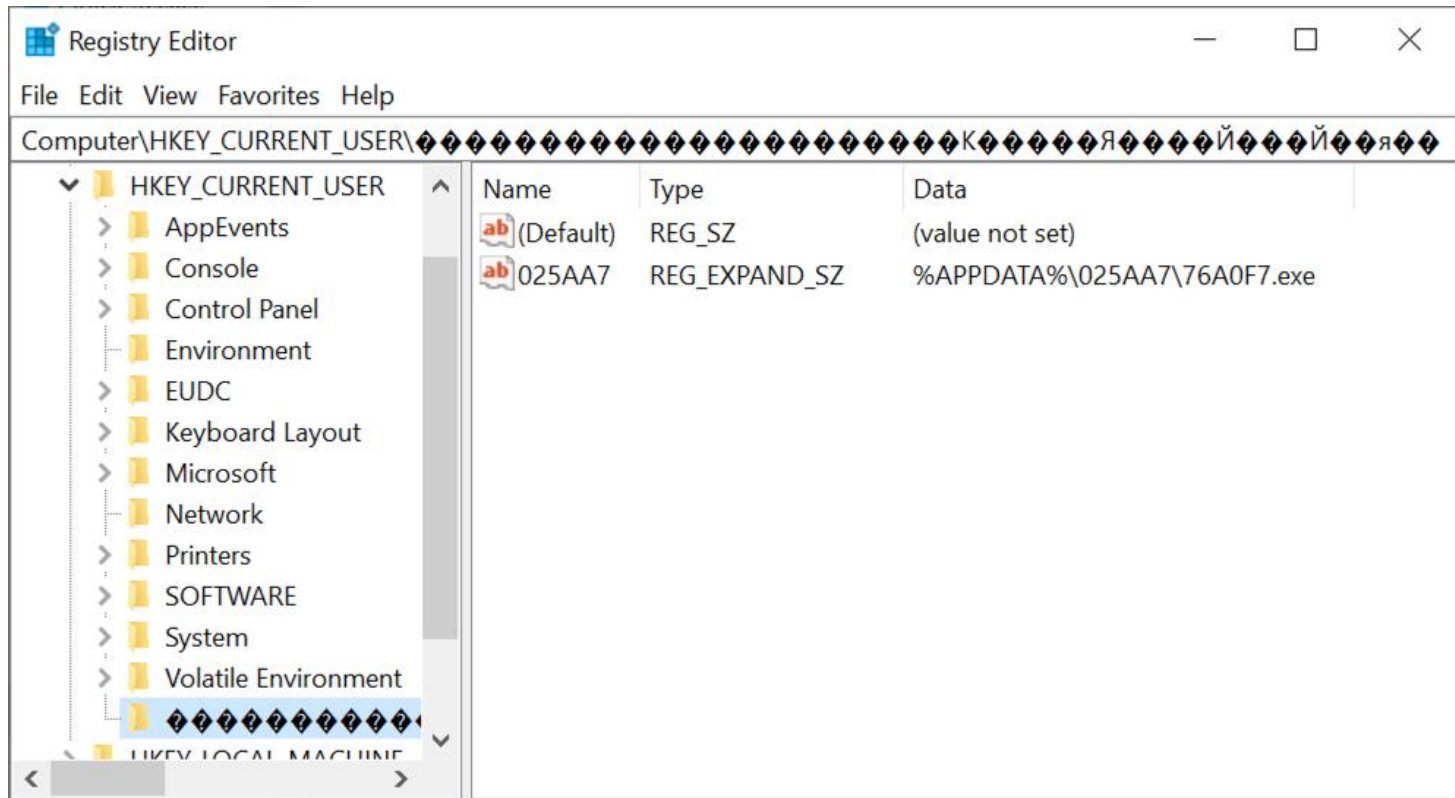 Registry Editor
File Edit View Favorites Help
Computer\HKEY_CURRENT_USER\����������������������К�����Я����Й���Й��я��
HKEY_CURRENT_USER
AppEvents
Console
Control Panel
Environment
EUDC
Keyboard Layout
Microsoft
Network
Printers
SOFTWARE
System
Volatile Environment
�����������
HKEY_LOCAL_MACHINE
Name Type Data
(Default) REG_SZ (value not set)
025AA7 REG_EXPAND_SZ %APPDATA%\025AA7\76A0F7.exe